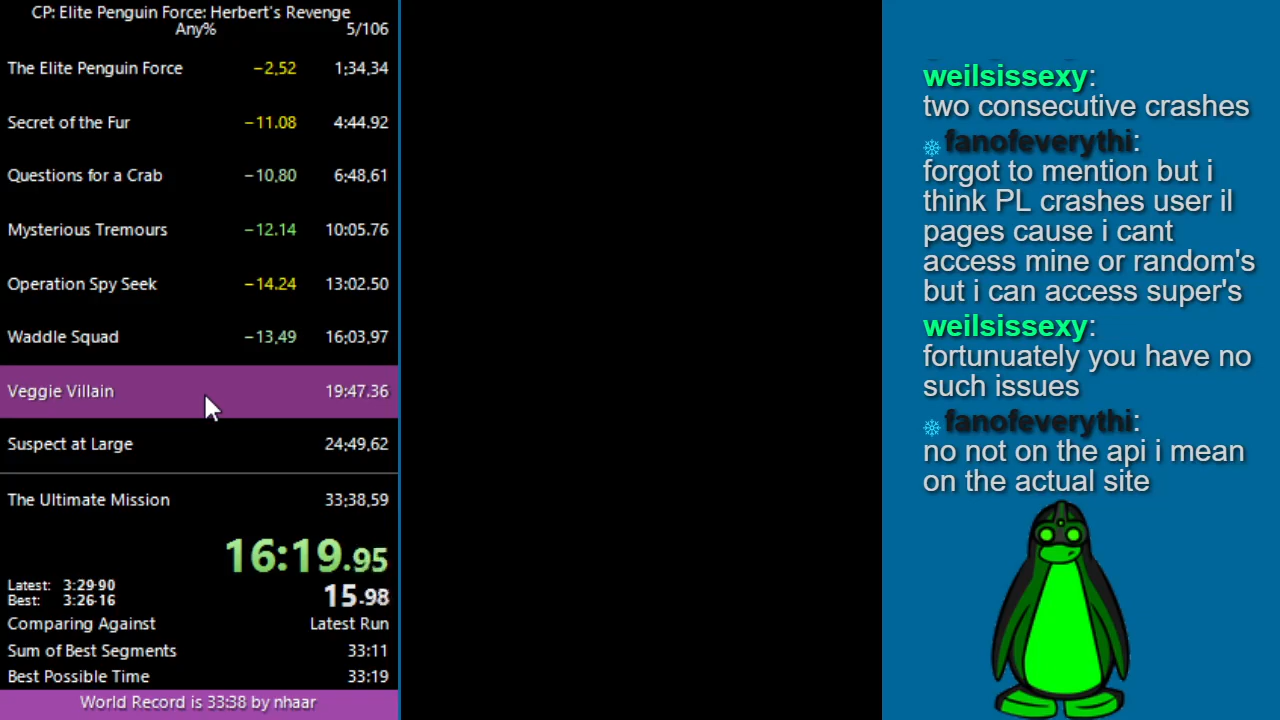 CP: Elite Penguin Force: Herbert's Revenge
Any% 5/106
The Elite Penguin Force −2.52 1:34.34
Secret of the Fur −11.08 4:44.92
Questions for a Crab −10.80 6:48.61
Mysterious Tremours −12.14 10:05.76
Operation Spy Seek −14.24 13:02.50
Waddle Squad −13.49 16:03.97
Veggie Villain 19:47.36
Suspect at Large 24:49.62
The Ultimate Mission 33:38.59
16:19.95
Latest: 3:29.90
Best: 3:26.16
15.98
Comparing Against Latest Run
Sum of Best Segments 33:11
Best Possible Time 33:19
World Record is 33:38 by nhaar
weilsissexy:
two consecutive crashes
fanofeverythi:
forgot to mention but i
think PL crashes user il
pages cause i cant
access mine or random's
but i can access super's
weilsissexy:
fortunuately you have no
such issues
fanofeverythi:
no not on the api i mean
on the actual site